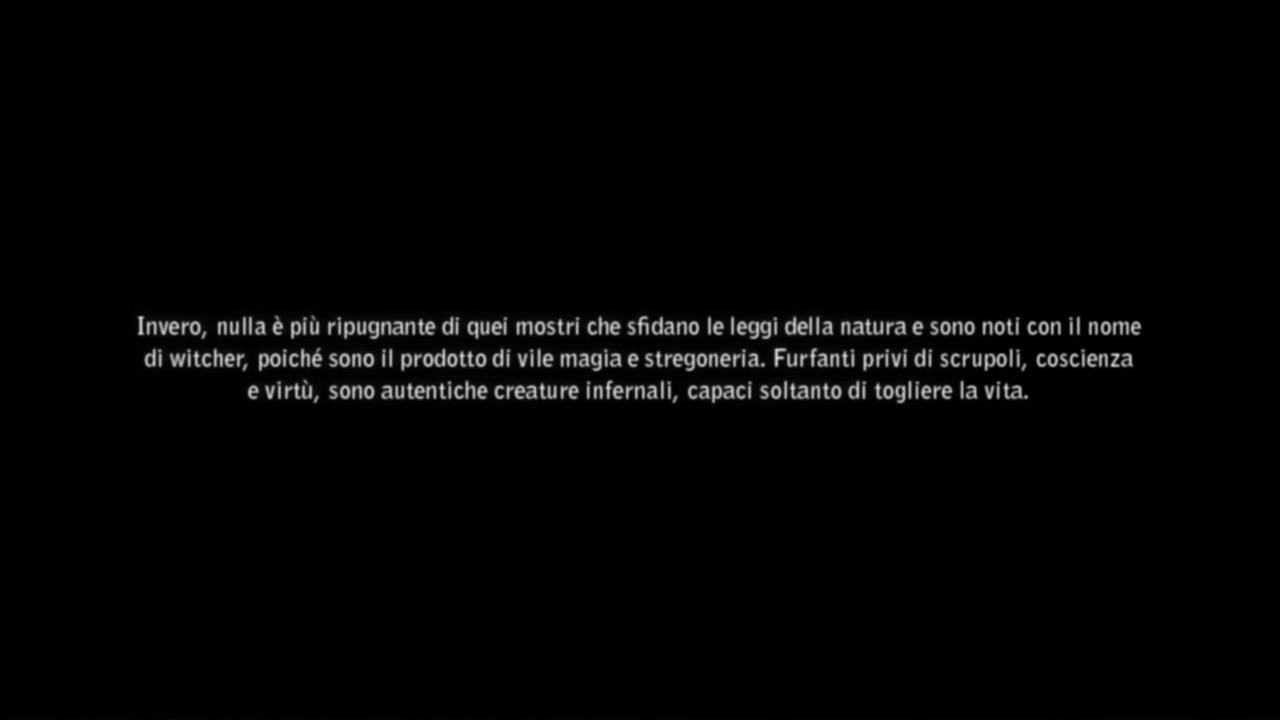 Invero, nulla è più ripugnante di quei mostri che sfidano le leggi della natura e sono noti con il nome
di witcher, poiché sono il prodotto di vile magia e stregoneria. Furfanti privi di scrupoli, coscienza
e virtù, sono autentiche creature infernali, capaci soltanto di togliere la vita.